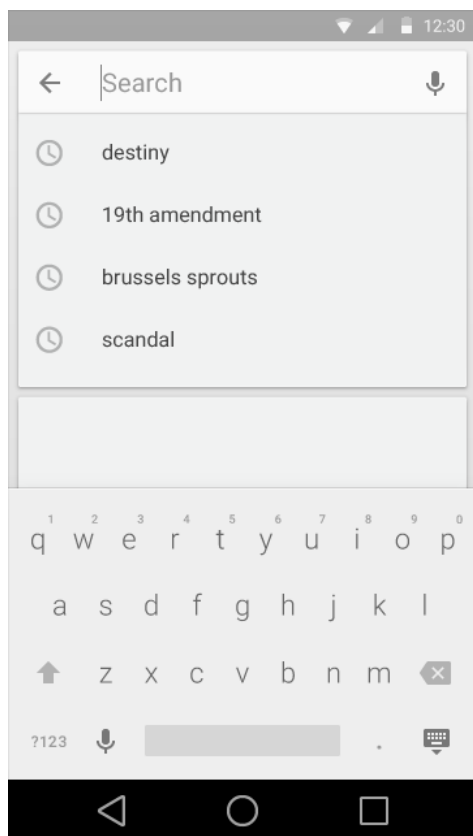 12:30
Search
destiny
19th amendment
brussels sprouts
scandal
1 2 3 4 5 6 7 8 9 0
q w e r t y u i o p
a s d f g h j k l
z x c v b n m
?123 .